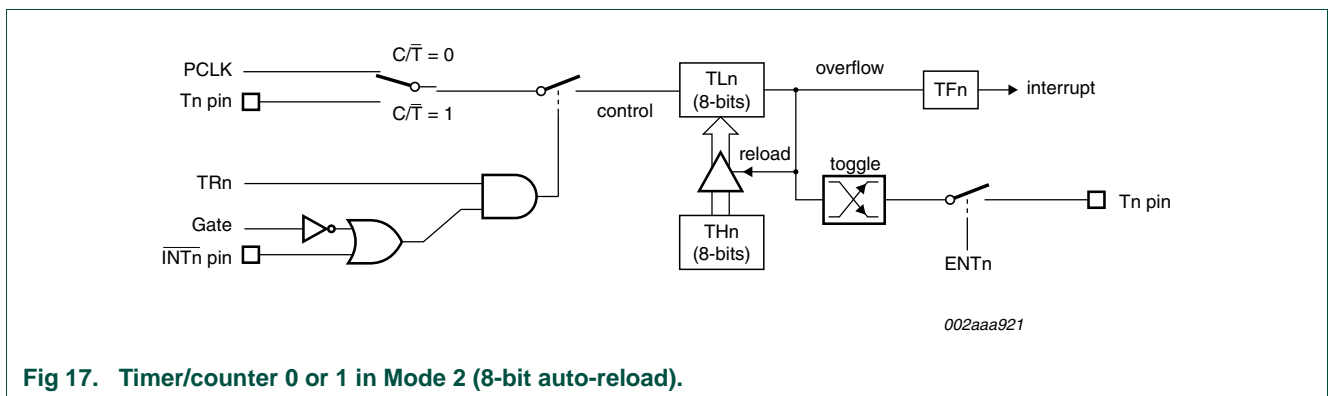 C/T̅ = 0
PCLK
Tn pin
C/T̅ = 1
control
TLn
(8-bits)
overflow
TFn
interrupt
reload
toggle
TRn
Gate
I̅N̅T̅n̅ pin
THn
(8-bits)
Tn pin
ENTn
002aaa921
Fig 17. Timer/counter 0 or 1 in Mode 2 (8-bit auto-reload).